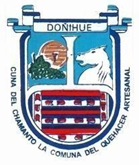 DOÑIHUE
CUNA DEL CHAMANTO LA COMUNA DEL QUEHACER ARTESANAL